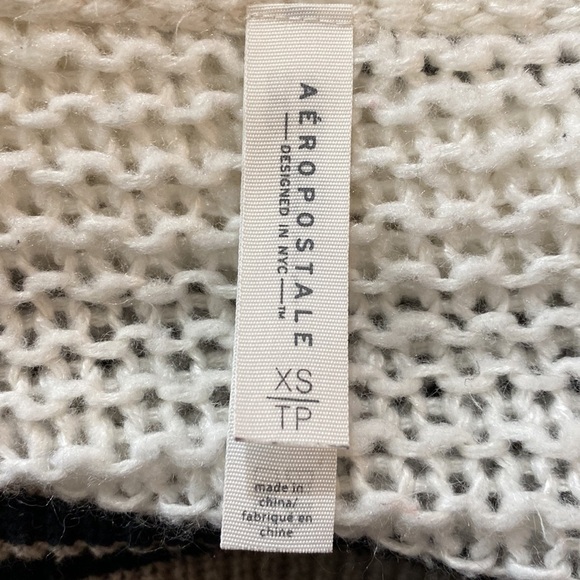 AÉROPOSTALE
— DESIGNED IN NYC —™
XS
TP
made in
china/
fabriqué en
chine